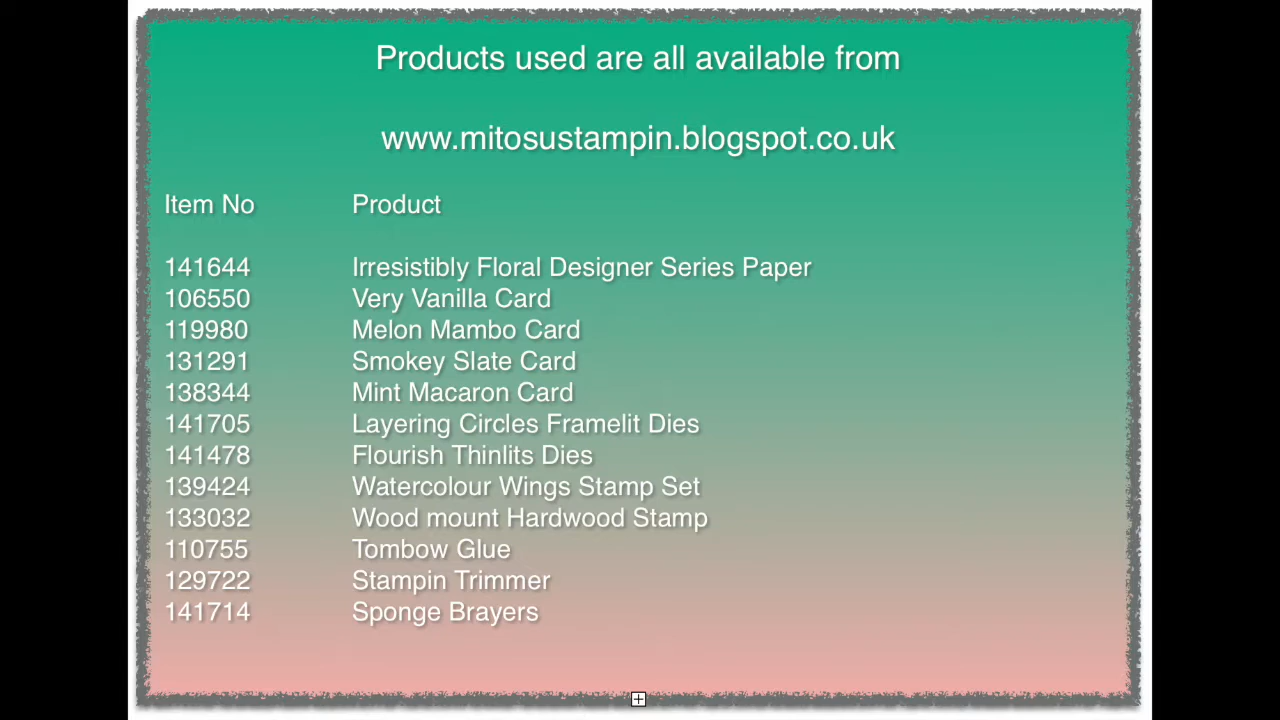 Products used are all available from
www.mitosustampin.blogspot.co.uk
Item No Product
141644 Irresistibly Floral Designer Series Paper
106550 Very Vanilla Card
119980 Melon Mambo Card
131291 Smokey Slate Card
138344 Mint Macaron Card
141705 Layering Circles Framelit Dies
141478 Flourish Thinlits Dies
139424 Watercolour Wings Stamp Set
133032 Wood mount Hardwood Stamp
110755 Tombow Glue
129722 Stampin Trimmer
141714 Sponge Brayers